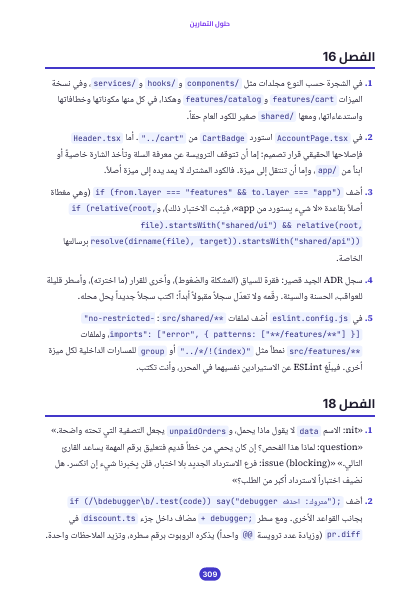 حلول التمارين
الفصل 16
1. في الشجرة حسب النوع مجلدات مثل components/ و hooks/ و services/، وفي نسخة
الميزات features/cart و features/catalog وهكذا، في كل منها مكوناتها وخطافاتها
واستدعاءاتها، ومعها shared/ صغير للكود العام حقاً.
2. في AccountPage.tsx استورد CartBadge من "../cart". أما Header.tsx
فإصلاحها الحقيقي قرار تصميم: إما أن تتوقف الترويسة عن معرفة السلة وتأخذ الشارة خاصيةً أو
ابناً من app/، وإما أن تنتقل إلى ميزة. فالكود المشترك لا يمد يده إلى ميزة أصلاً.
3. أضف if (from.layer === "features" && to.layer === "app") (وهي مغطاة
أصلاً بقاعدة «لا شيء يستورد من app»، فيثبت الاختبار ذلك)، و if (relative(root,
file).startsWith("shared/ui") && relative(root,
resolve(dirname(file), target)).startsWith("shared/api")) برسالتها
الخاصة.
4. سجل ADR الجيد قصير: فقرة للسياق (المشكلة والضغوط)، وأخرى للقرار (ما اخترته)، وأسطر قليلة
للعواقب، الحسنة والسيئة. رقّمه ولا تعدّل سجلاً مقبولاً أبداً: اكتب سجلاً جديداً يحل محله.
5. في eslint.config.js أضف لملفات src/shared/**: "no-restricted-
imports": ["error", { patterns: ["**/features/**"] }]، ولملفات
src/features/** نمطاً مثل "../*/!(index)" أو group للمسارات الداخلية لكل ميزة
أخرى. فيبلّغ ESLint عن الاستيرادين نفسيهما في المحرر، وأنت تكتب.
الفصل 18
1. «nit: الاسم data لا يقول ماذا يحمل، و unpaidOrders يجعل التصفية التي تحته واضحة.»
«question: لماذا هذا الفحص؟ إن كان يحمي من خطأ قديم فتعليق برقم المهمة يساعد القارئ
التالي.» «issue (blocking): فرع الاسترداد الجديد بلا اختبار، فلن يخبرنا شيء إن انكسر. هل
تضيف اختباراً لاسترداد أكبر من الطلب؟»
2. أضف if (/\bdebugger\b/.test(code)) say("debugger متروك: احذفه");
بجانب القواعد الأخرى. ومع سطر + debugger; مضاف داخل جزء discount.ts في
pr.diff (وزيادة عدد ترويسة @@ واحداً) يذكره الروبوت برقم سطره، وتزيد الملاحظات واحدة.
309